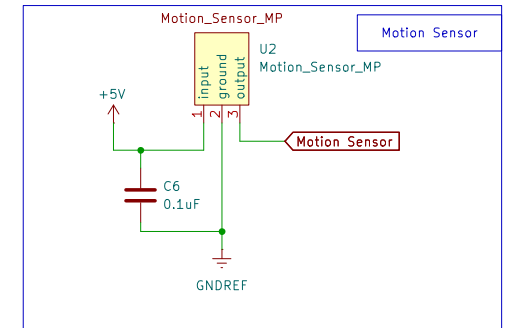 Motion_Sensor_MP
Motion Sensor
U2
Motion_Sensor_MP
input
ground
output
+5V
1
2
3
Motion Sensor
C6
0.1uF
GNDREF